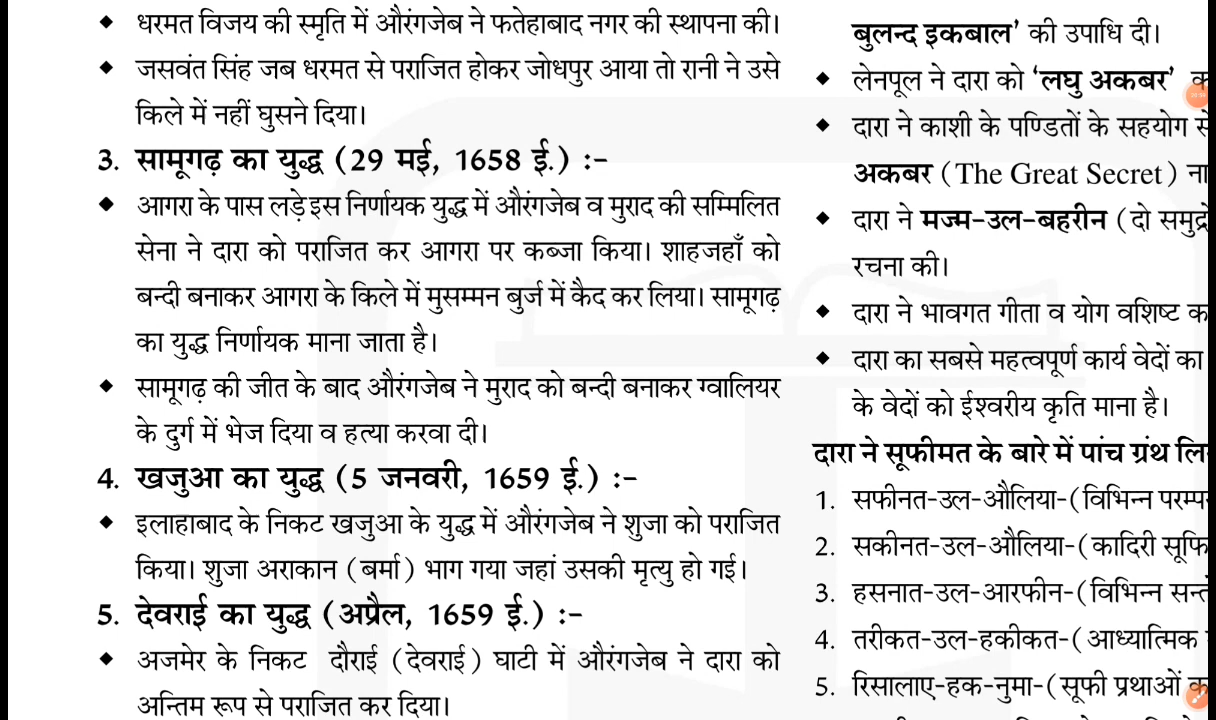 ◆ धरमत विजय की स्मृति में औरंगजेब ने फतेहाबाद नगर की स्थापना की।
◆ जसवंत सिंह जब धरमत से पराजित होकर जोधपुर आया तो रानी ने उसे
किले में नहीं घुसने दिया।
3. सामूगढ़ का युद्ध (29 मई, 1658 ई.) :-
◆ आगरा के पास लड़े इस निर्णायक युद्ध में औरंगजेब व मुराद की सम्मिलित
सेना ने दारा को पराजित कर आगरा पर कब्जा किया। शाहजहाँ को
बन्दी बनाकर आगरा के किले में मुसम्मन बुर्ज में कैद कर लिया। सामूगढ़
का युद्ध निर्णायक माना जाता है।
◆ सामूगढ़ की जीत के बाद औरंगजेब ने मुराद को बन्दी बनाकर ग्वालियर
के दुर्ग में भेज दिया व हत्या करवा दी।
4. खजुआ का युद्ध (5 जनवरी, 1659 ई.) :-
◆ इलाहाबाद के निकट खजुआ के युद्ध में औरंगजेब ने शुजा को पराजित
किया। शुजा अराकान (बर्मा) भाग गया जहां उसकी मृत्यु हो गई।
5. देवराई का युद्ध (अप्रैल, 1659 ई.) :-
◆ अजमेर के निकट दौराई (देवराई) घाटी में औरंगजेब ने दारा को
अन्तिम रूप से पराजित कर दिया।
बुलन्द इकबाल' की उपाधि दी।
◆ लेनपूल ने दारा को 'लघु अकबर'
◆ दारा ने काशी के पण्डितों के सहयोग से
अकबर (The Great Secret) ना
◆ दारा ने मज्म-उल-बहरीन (दो समुद्रो
रचना की।
◆ दारा ने भावगत गीता व योग वशिष्ट क
◆ दारा का सबसे महत्वपूर्ण कार्य वेदों का
के वेदों को ईश्वरीय कृति माना है।
दारा ने सूफीमत के बारे में पांच ग्रंथ लि
1. सफीनत-उल-औलिया-(विभिन्न परम्प
2. सकीनत-उल-औलिया-(कादिरी सूफि
3. हसनात-उल-आरफीन-(विभिन्न सन्त
4. तरीकत-उल-हकीकत-(आध्यात्मिक
5. रिसालाए-हक-नुमा-(सूफी प्रथाओं क